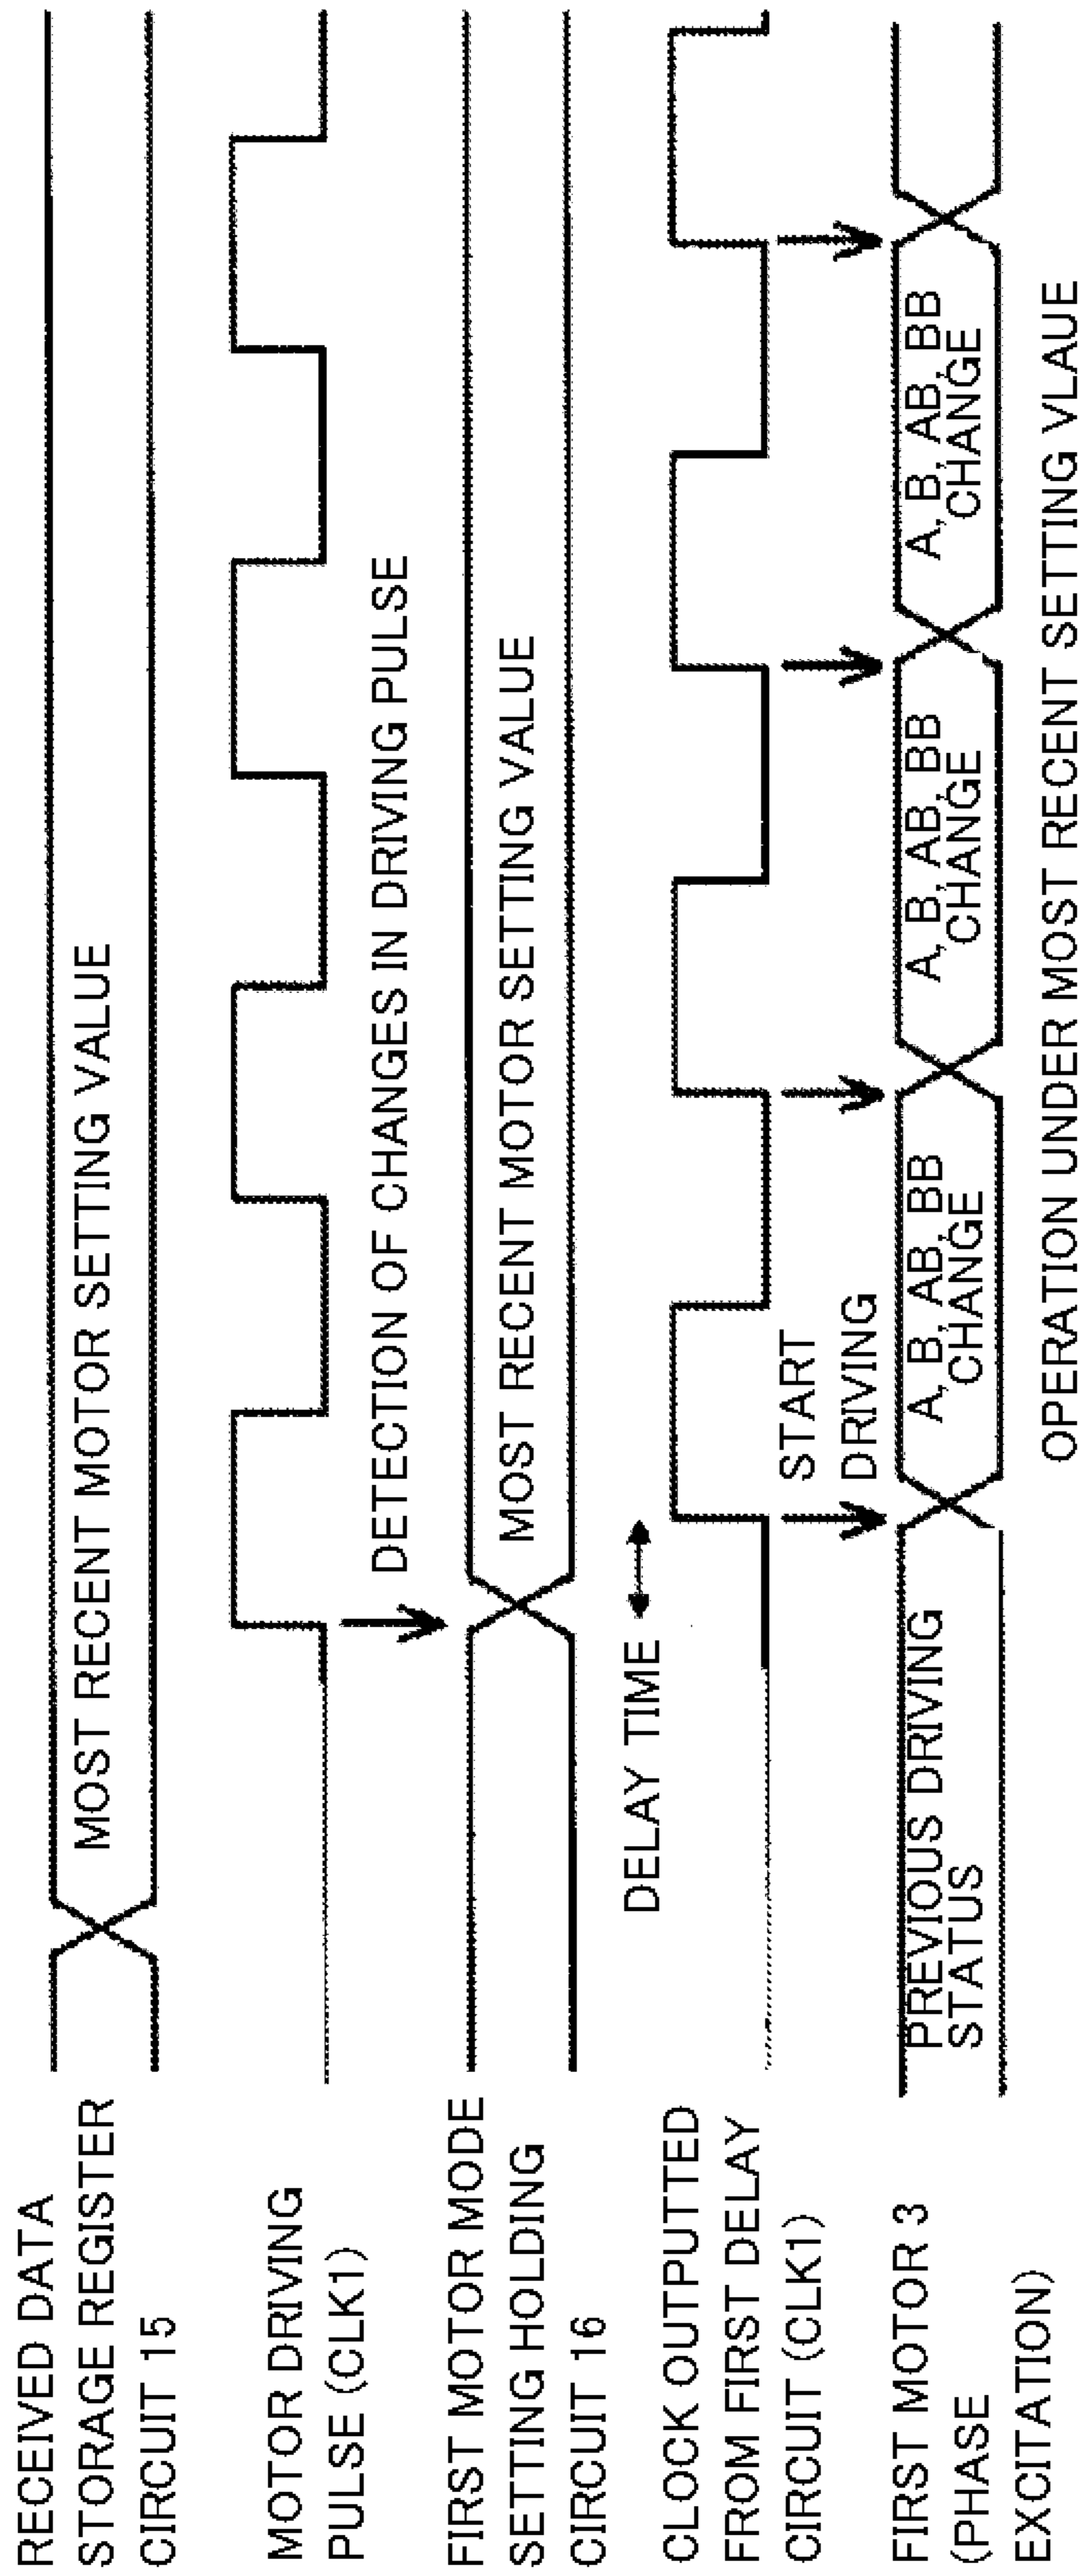 RECEIVED DATA
STORAGE REGISTER
CIRCUIT 15
MOST RECENT MOTOR SETTING VALUE
MOTOR DRIVING
PULSE (CLK1)
DETECTION OF CHANGES IN DRIVING PULSE
FIRST MOTOR MODE
SETTING HOLDING
CIRCUIT 16
MOST RECENT MOTOR SETTING VALUE
DELAY TIME
CLOCK OUTPUTTED
FROM FIRST DELAY
CIRCUIT (CLK1)
START
DRIVING
FIRST MOTOR 3
(PHASE
EXCITATION)
PREVIOUS DRIVING
STATUS
A, B, AB, BB
CHANGE
A, B, AB, BB
CHANGE
A, B, AB, BB
CHANGE
OPERATION UNDER MOST RECENT SETTING VLAUE